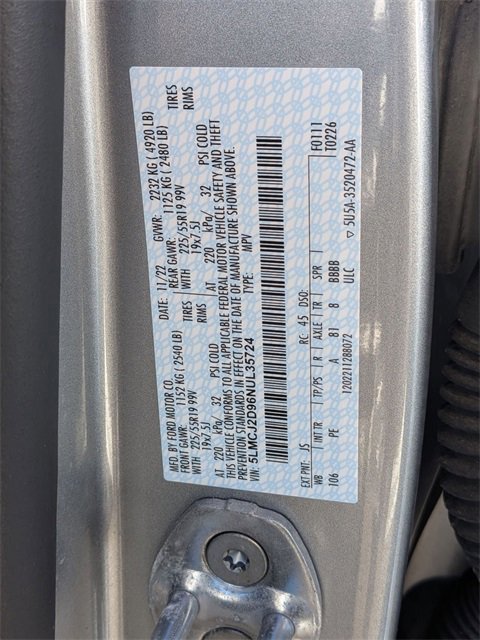 MFD. BY FORD MOTOR CO.
DATE: 11/22 GVWR: 2232 KG ( 4920 LB)
FRONT GAWR: 1152 KG ( 2540 LB) REAR GAWR: 1125 KG ( 2480 LB)
WITH 225/55R19 99V TIRES WITH 225/55R19 99V TIRES
19x7.5J RIMS 19x7.5J RIMS
AT 220 kPa/ 32 PSI COLD AT 220 kPa/ 32 PSI COLD
THIS VEHICLE CONFORMS TO ALL APPLICABLE FEDERAL MOTOR VEHICLE SAFETY AND THEFT
PREVENTION STANDARDS IN EFFECT ON THE DATE OF MANUFACTURE SHOWN ABOVE.
VIN: 5LMCJ2D96NUL35724 TYPE: MPV
F0111
T0226
EXT PNT: JS RC: 45 DSO:
WB INT TR TP/PS R AXLE TR SPR
106 PE A 81 8 BBBB
120221128B072 ULC ▽ 5U5A-3520472-AA